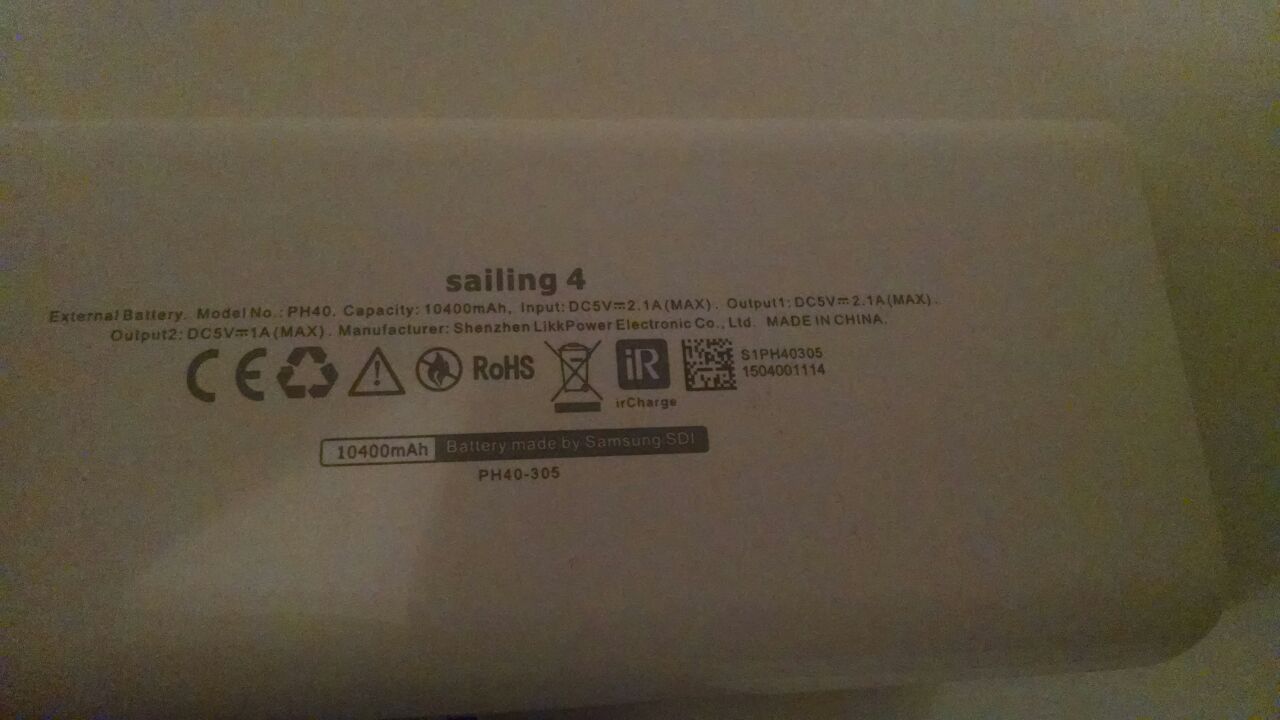 sailing 4
External Battery. Model No.: PH40. Capacity: 10400mAh, Input: DC5V⎓2.1A(MAX). Output1: DC5V⎓2.1A(MAX).
Output2: DC5V⎓1A(MAX). Manufacturer: Shenzhen LikkPower Electronic Co., Ltd. MADE IN CHINA.
CE RoHS iR S1PH40305
irCharge 1504001114
10400mAh Battery made by Samsung SDI
PH40-305